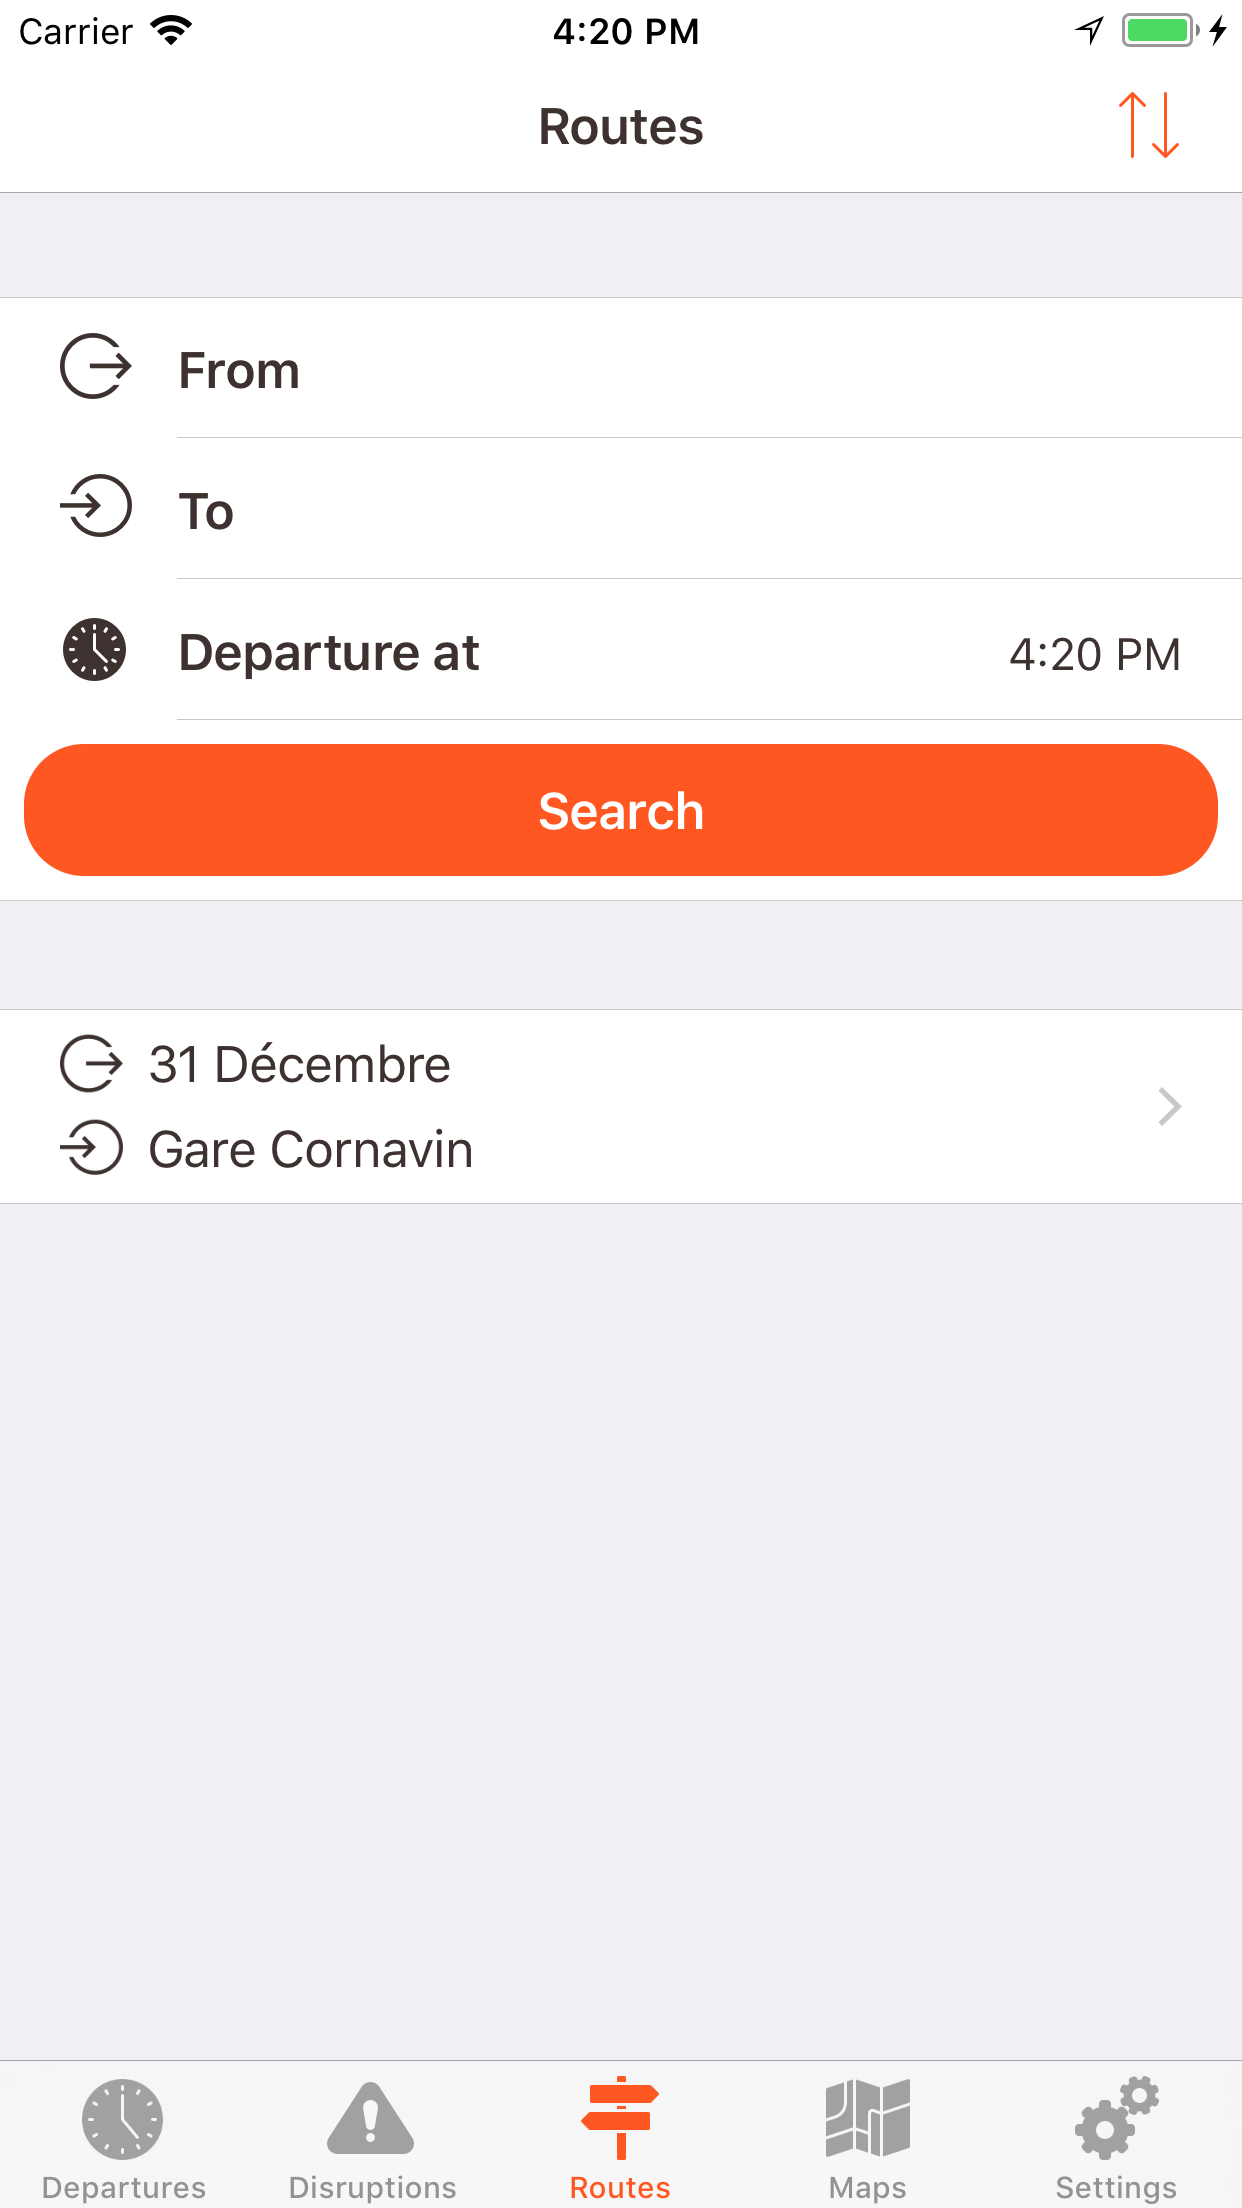 Carrier 4:20 PM
Routes
From
To
Departure at 4:20 PM
Search
31 Décembre
Gare Cornavin
Departures Disruptions Routes Maps Settings